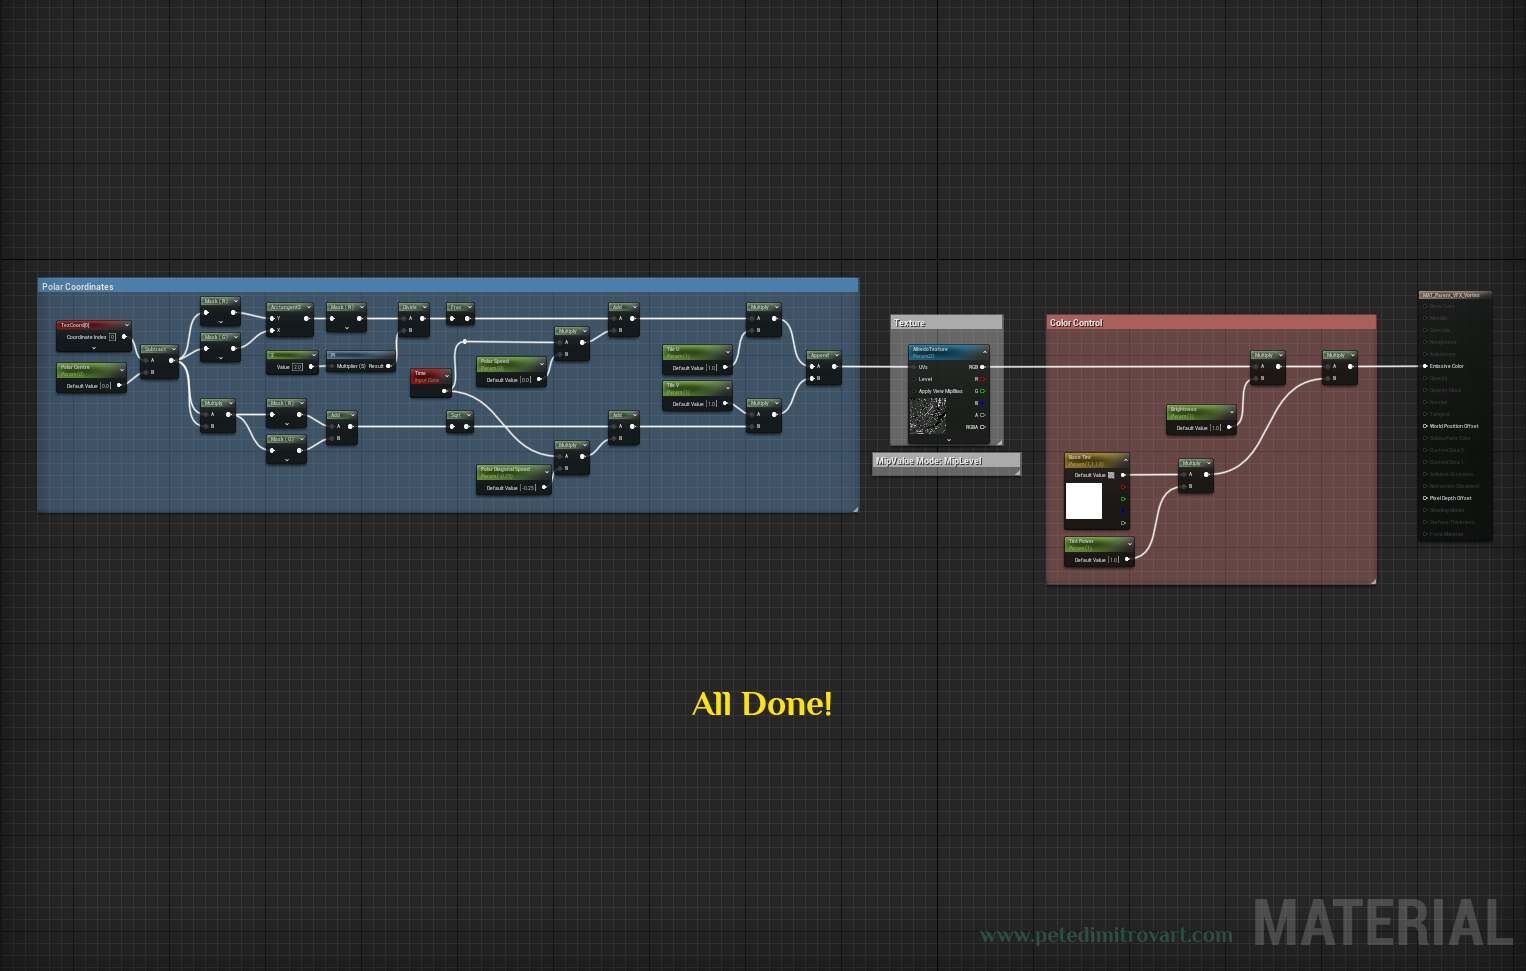 Polar Coordinates
TexCoord[0]
Coordinate Index 0
Polar Centre
Param (0)
Default Value 0.0
Subtract
A
B
Mask ( R )
Mask ( G )
Multiply
A
B
Arctangent2
Y
X
Mask ( R )
2
Value 2.0
Pi
Multiplier (S) Result
Mask ( R )
Mask ( G )
Add
A
B
Divide
A
B
Frac
Time
Input Data
Sqrt
Polar Speed
Param (0)
Default Value 0.0
Polar Diagonal Speed
Param (-0.25)
Default Value -0.25
Multiply
A
B
Multiply
A
B
Add
A
B
Add
A
B
Tile U
Param (1)
Default Value 1.0
Tile V
Param (1)
Default Value 1.0
Multiply
A
B
Multiply
A
B
Append
A
B
Texture
AlbedoTexture
Param2D
UVs RGB
Level R
Apply View MipBias G
B
A
RGBA
MipValue Mode: MipLevel
Color Control
Multiply
A
B
Multiply
A
B
Brightness
Param (1)
Default Value 1.0
Base Tint
Param (1,1,1,0)
Default Value
Multiply
A
B
Tint Power
Param (1)
Default Value 1.0
MAT_Parent_VFX_Vortex
Base Color
Metallic
Specular
Roughness
Anisotropy
Emissive Color
Opacity
Opacity Mask
Normal
Tangent
World Position Offset
Subsurface Color
Custom Data 0
Custom Data 1
Ambient Occlusion
Refraction (Disabled)
Pixel Depth Offset
Shading Model
Surface Thickness
Front Material
All Done!
www.petedimitrovart.com
MATERIAL